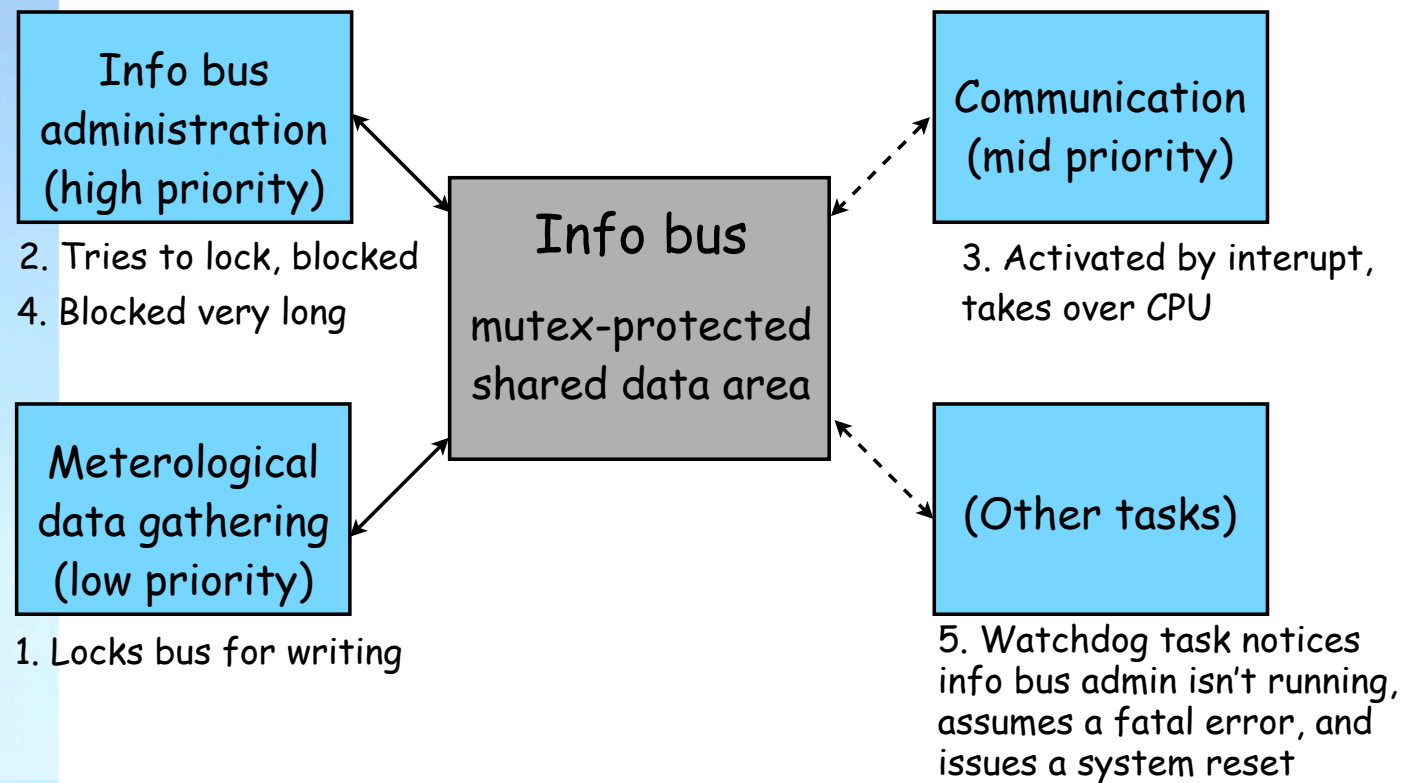 Info bus
administration
(high priority)
2. Tries to lock, blocked
4. Blocked very long
Info bus
mutex-protected
shared data area
Communication
(mid priority)
3. Activated by interupt,
takes over CPU
Meterological
data gathering
(low priority)
1. Locks bus for writing
(Other tasks)
5. Watchdog task notices
info bus admin isn't running,
assumes a fatal error, and
issues a system reset